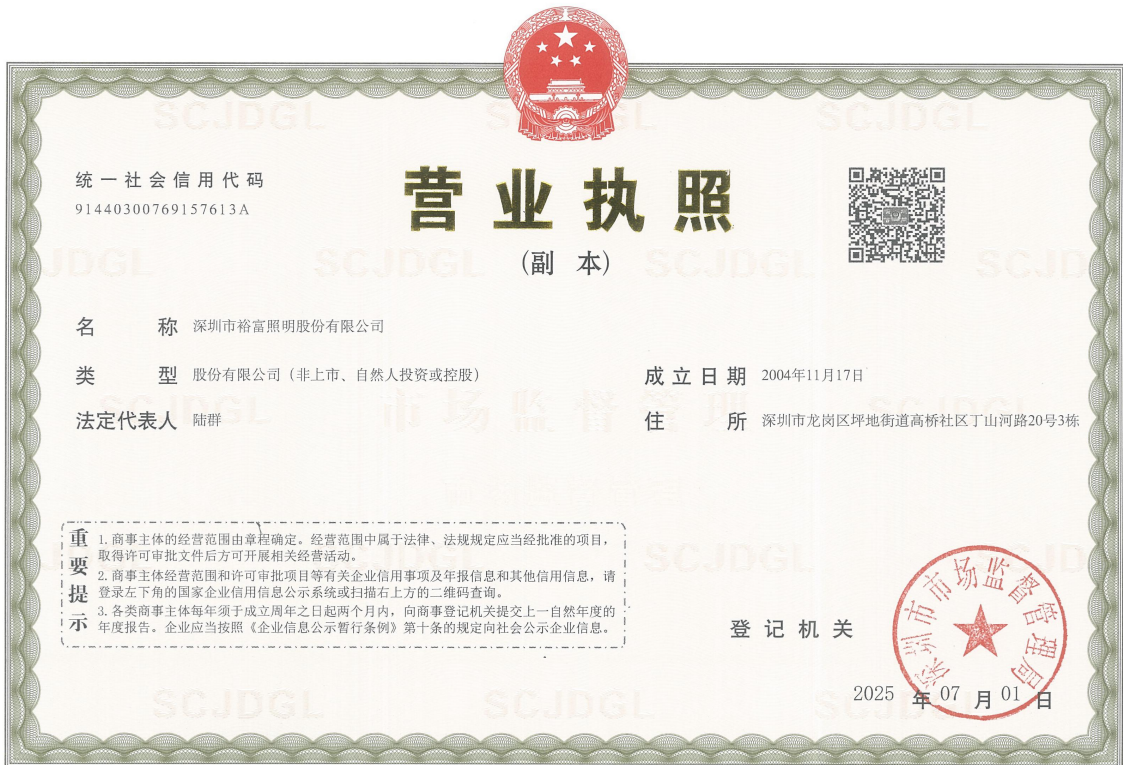 统一社会信用代码
91440300769157613A
营业执照
(副 本)
名 称 深圳市裕富照明股份有限公司
类 型 股份有限公司（非上市、自然人投资或控股）
成立日期 2004年11月17日
法定代表人 陆群
住 所 深圳市龙岗区坪地街道高桥社区丁山河路20号3栋
重要提示
1. 商事主体的经营范围由章程确定。经营范围中属于法律、法规规定应当经批准的项目，
取得许可审批文件后方可开展相关经营活动。
2. 商事主体经营范围和许可审批项目等有关企业信用事项及年报信息和其他信用信息，请
登录左下角的国家企业信用信息公示系统或扫描右上方的二维码查询。
3. 各类商事主体每年须于成立周年之日起两个月内，向商事登记机关提交上一自然年度的
年度报告。企业应当按照《企业信息公示暂行条例》第十条的规定向社会公示企业信息。
登记机关
深圳市市场监督管理局
2025 年 07 月 01 日
SCJDGL
市场监督管理